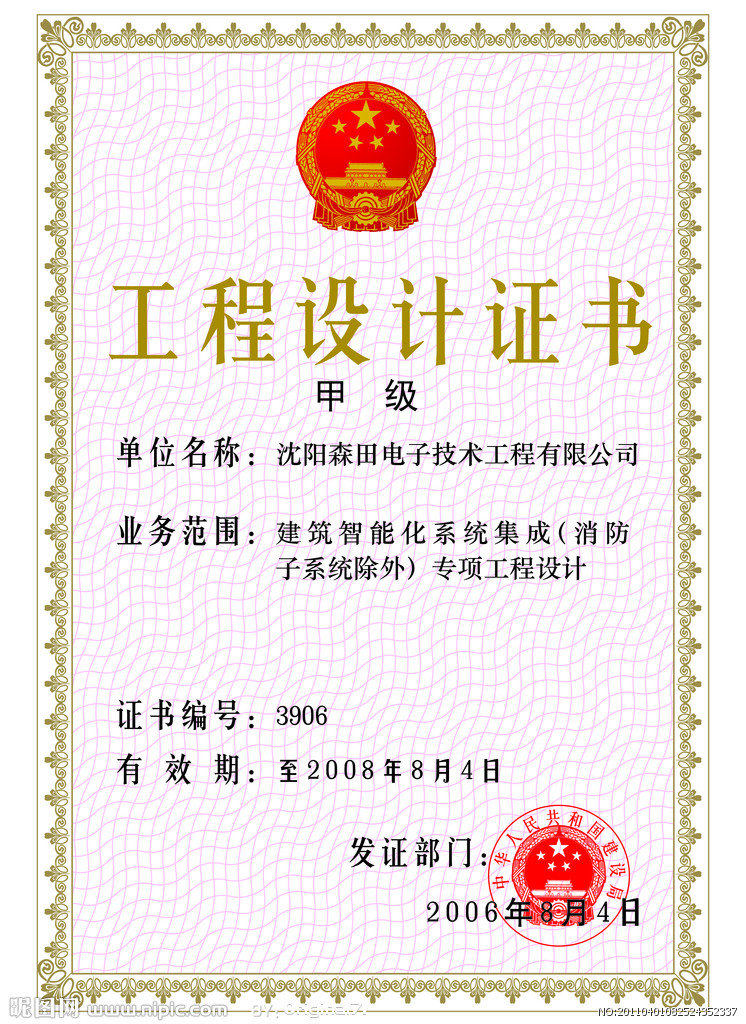 工程设计证书
甲 级
单位名称：沈阳森田电子技术工程有限公司
业务范围：建筑智能化系统集成(消防
子系统除外) 专项工程设计
证书编号：3906
有 效 期：至2008年8月4日
发证部门：
中华人民共和国建设局
2006年8月4日
昵图网 www.nipic.com
NO:20110401082524352337